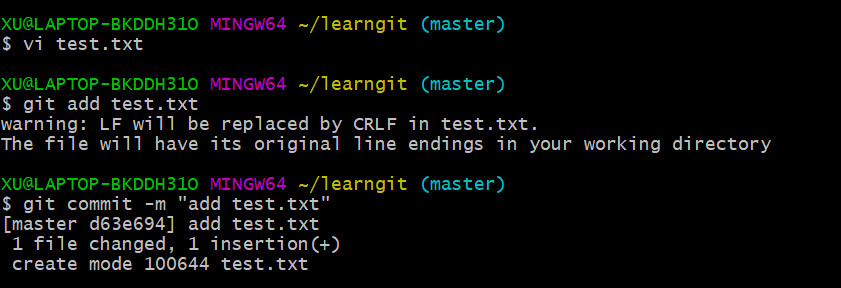 XU@LAPTOP-BKDDH31O MINGW64 ~/learngit (master)
$ vi test.txt
XU@LAPTOP-BKDDH31O MINGW64 ~/learngit (master)
$ git add test.txt
warning: LF will be replaced by CRLF in test.txt.
The file will have its original line endings in your working directory
XU@LAPTOP-BKDDH31O MINGW64 ~/learngit (master)
$ git commit -m "add test.txt"
[master d63e694] add test.txt
 1 file changed, 1 insertion(+)
 create mode 100644 test.txt